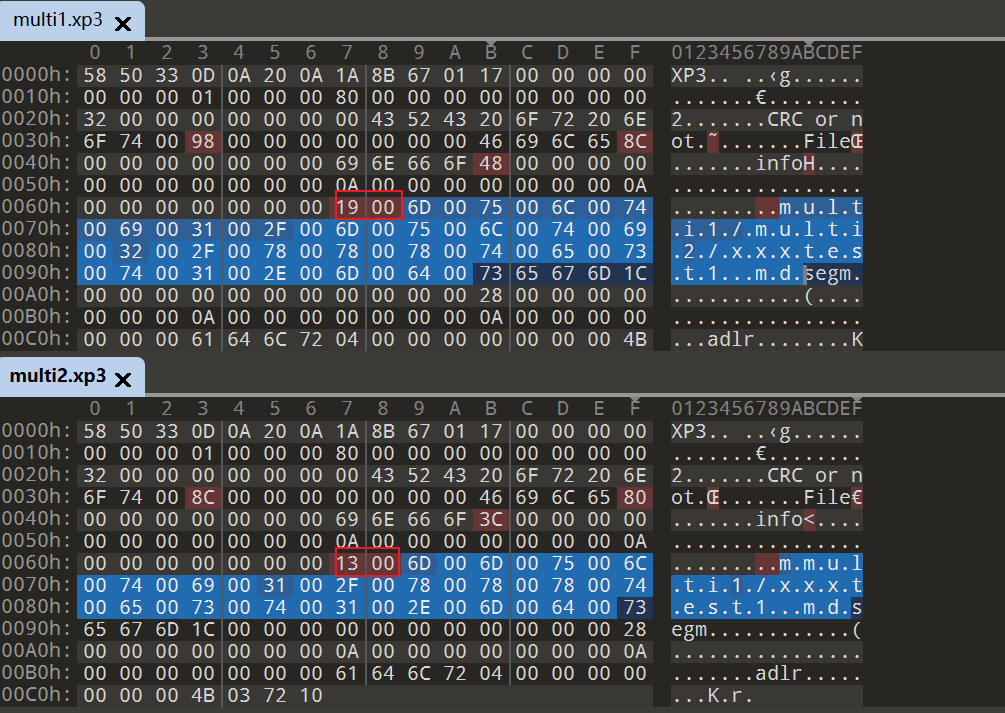 multi1.xp3 ×
0 1 2 3 4 5 6 7 8 9 A B C D E F 0123456789ABCDEF
0000h: 58 50 33 0D 0A 20 0A 1A 8B 67 01 17 00 00 00 00 XP3.. ..‹g......
0010h: 00 00 00 01 00 00 00 80 00 00 00 00 00 00 00 00 .......€........
0020h: 32 00 00 00 00 00 00 00 43 52 43 20 6F 72 20 6E 2.......CRC or n
0030h: 6F 74 00 98 00 00 00 00 00 00 00 46 69 6C 65 8C ot.˜.......FileŒ
0040h: 00 00 00 00 00 00 00 69 6E 66 6F 48 00 00 00 00 .......infoH....
0050h: 00 00 00 00 00 00 00 0A 00 00 00 00 00 00 00 0A ................
0060h: 00 00 00 00 00 00 00 19 00 6D 00 75 00 6C 00 74 .........m.u.l.t
0070h: 00 69 00 31 00 2F 00 6D 00 75 00 6C 00 74 00 69 .i.1./.m.u.l.t.i
0080h: 00 32 00 2F 00 78 00 78 00 78 00 74 00 65 00 73 .2./.x.x.x.t.e.s
0090h: 00 74 00 31 00 2E 00 6D 00 64 00 73 65 67 6D 1C .t.1...m.d.segm.
00A0h: 00 00 00 00 00 00 00 00 00 00 00 28 00 00 00 00 ...........(....
00B0h: 00 00 00 0A 00 00 00 00 00 00 00 0A 00 00 00 00 ................
00C0h: 00 00 00 61 64 6C 72 04 00 00 00 00 00 00 00 4B ...adlr........K
multi2.xp3 ×
0 1 2 3 4 5 6 7 8 9 A B C D E F 0123456789ABCDEF
0000h: 58 50 33 0D 0A 20 0A 1A 8B 67 01 17 00 00 00 00 XP3.. ..‹g......
0010h: 00 00 00 01 00 00 00 80 00 00 00 00 00 00 00 00 .......€........
0020h: 32 00 00 00 00 00 00 00 43 52 43 20 6F 72 20 6E 2.......CRC or n
0030h: 6F 74 00 8C 00 00 00 00 00 00 00 46 69 6C 65 80 ot.Œ.......File€
0040h: 00 00 00 00 00 00 00 69 6E 66 6F 3C 00 00 00 00 .......info<....
0050h: 00 00 00 00 00 00 00 0A 00 00 00 00 00 00 00 0A ................
0060h: 00 00 00 00 00 00 00 13 00 6D 00 6D 00 75 00 6C .........m.m.u.l
0070h: 00 74 00 69 00 31 00 2F 00 78 00 78 00 78 00 74 .t.i.1./.x.x.x.t
0080h: 00 65 00 73 00 74 00 31 00 2E 00 6D 00 64 00 73 .e.s.t.1...m.d.s
0090h: 65 67 6D 1C 00 00 00 00 00 00 00 00 00 00 00 28 egm............(
00A0h: 00 00 00 00 00 00 00 0A 00 00 00 00 00 00 00 0A ................
00B0h: 00 00 00 00 00 00 00 61 64 6C 72 04 00 00 00 00 .......adlr.....
00C0h: 00 00 00 4B 03 72 10 ...K.r.